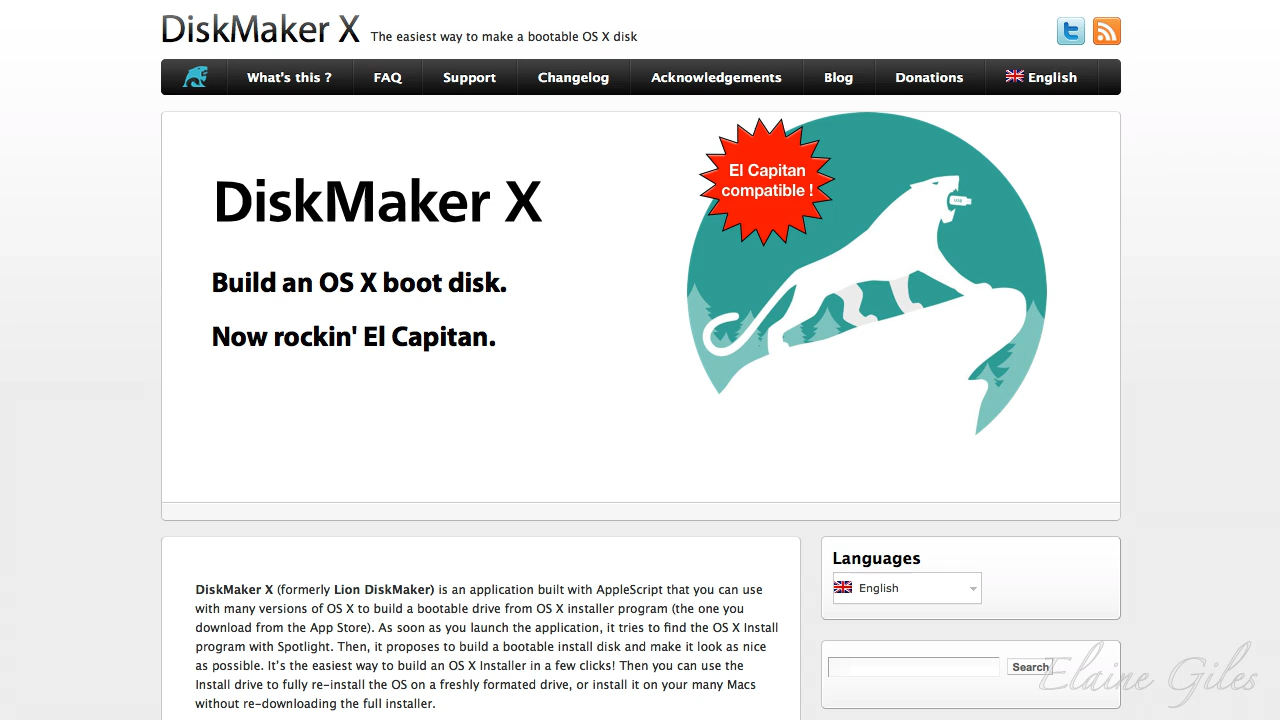 DiskMaker X The easiest way to make a bootable OS X disk
What's this ? FAQ Support Changelog Acknowledgements Blog Donations English
El Capitan
compatible !
USB
DiskMaker X
Build an OS X boot disk.
Now rockin' El Capitan.
DiskMaker X (formerly Lion DiskMaker) is an application built with AppleScript that you can use
with many versions of OS X to build a bootable drive from OS X installer program (the one you
download from the App Store). As soon as you launch the application, it tries to find the OS X Install
program with Spotlight. Then, it proposes to build a bootable install disk and make it look as nice
as possible. It's the easiest way to build an OS X Installer in a few clicks! Then you can use the
Install drive to fully re-install the OS on a freshly formated drive, or install it on your many Macs
without re-downloading the full installer.
Languages
English
Search
Elaine Giles